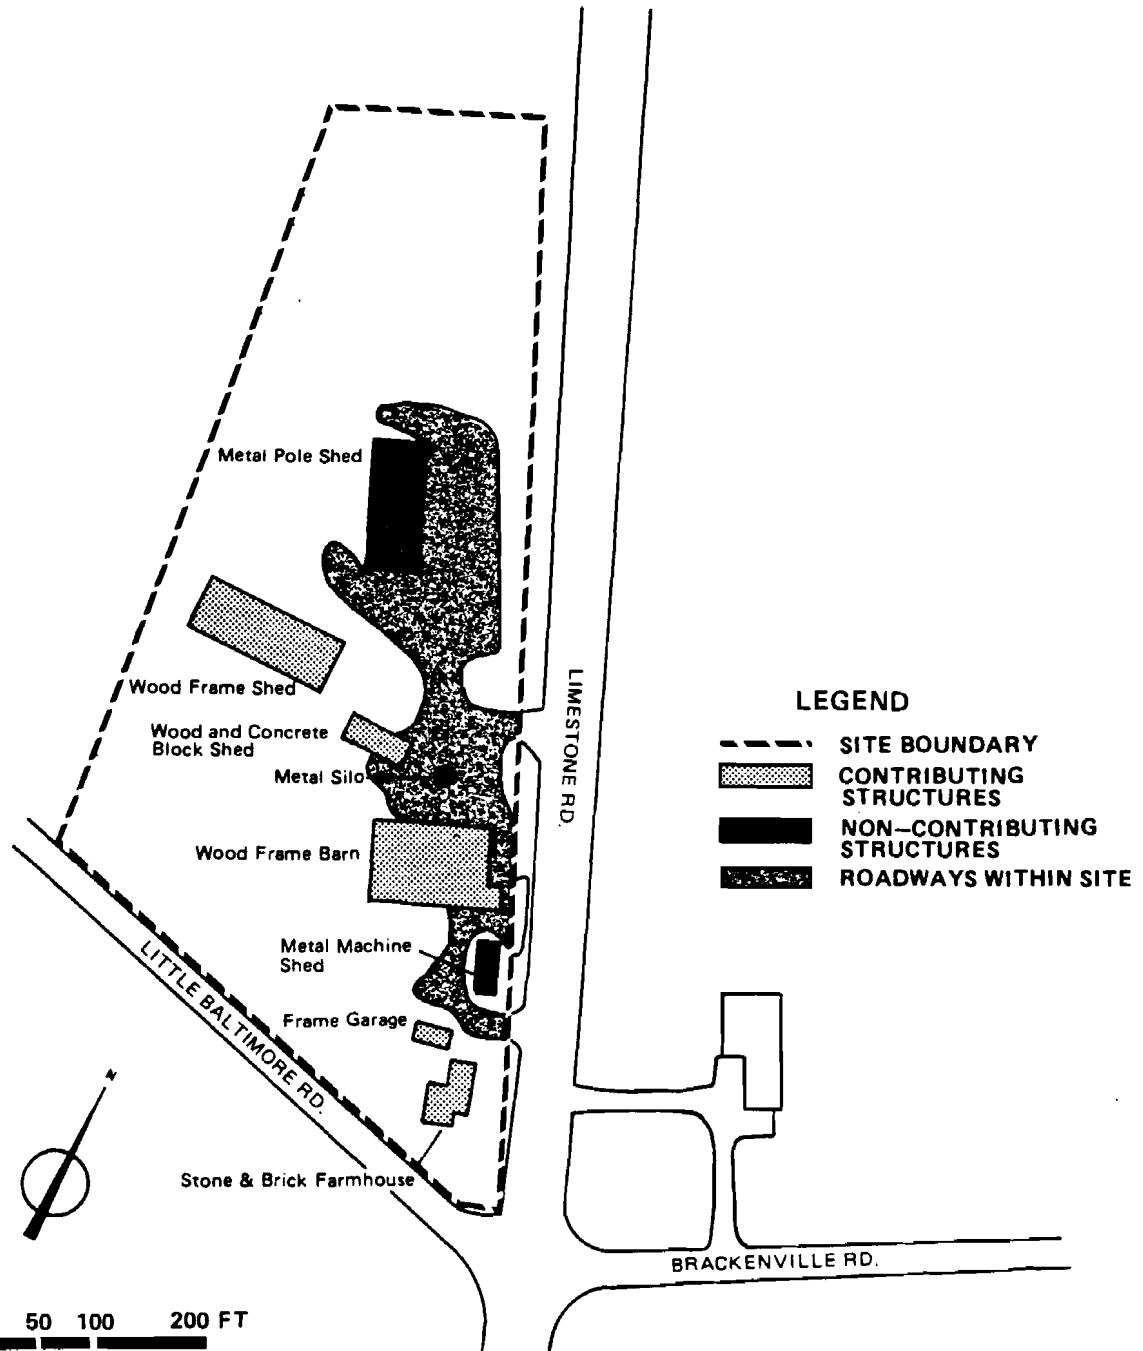 Metal Pole Shed
Wood Frame Shed
Wood and Concrete
Block Shed
Metal Silo
Wood Frame Barn
Metal Machine
Shed
Frame Garage
Stone & Brick Farmhouse
LITTLE BALTIMORE RD.
LIMESTONE RD.
BRACKENVILLE RD.
LEGEND
SITE BOUNDARY
CONTRIBUTING
STRUCTURES
NON-CONTRIBUTING
STRUCTURES
ROADWAYS WITHIN SITE
N
50 100 200 FT